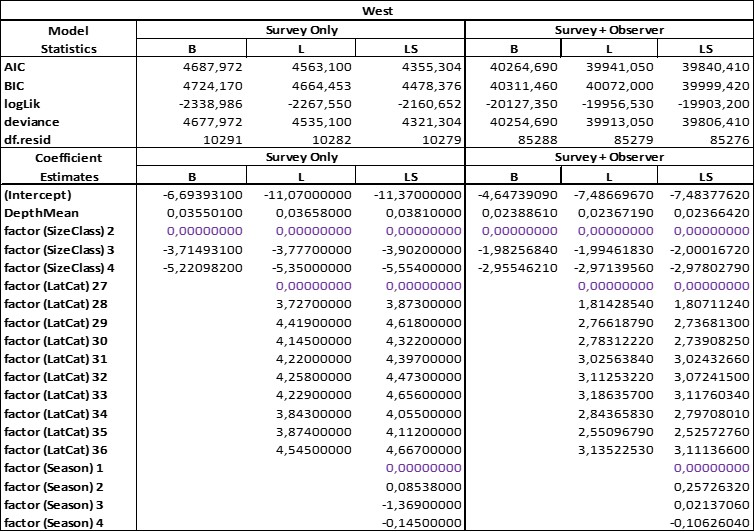 West
Model Survey Only Survey + Observer
Statistics B L LS B L LS
AIC 4687,972 4563,100 4355,304 40264,690 39941,050 39840,410
BIC 4724,170 4664,453 4478,376 40311,460 40072,000 39999,420
logLik -2338,986 -2267,550 -2160,652 -20127,350 -19956,530 -19903,200
deviance 4677,972 4535,100 4321,304 40254,690 39913,050 39806,410
df.resid 10291 10282 10279 85288 85279 85276
Coefficient Survey Only Survey + Observer
Estimates B L LS B L LS
(Intercept) -6,69393100 -11,07000000 -11,37000000 -4,64739090 -7,48669670 -7,48377620
DepthMean 0,03550100 0,03658000 0,03810000 0,02388610 0,02367190 0,02366420
factor (SizeClass) 2 0,00000000 0,00000000 0,00000000 0,00000000 0,00000000 0,00000000
factor (SizeClass) 3 -3,71493100 -3,77700000 -3,90200000 -1,98256840 -1,99461830 -2,00016720
factor (SizeClass) 4 -5,22098200 -5,35000000 -5,55400000 -2,95546210 -2,97139560 -2,97802790
factor (LatCat) 27 0,00000000 0,00000000 0,00000000 0,00000000
factor (LatCat) 28 3,72700000 3,87300000 1,81428540 1,80711240
factor (LatCat) 29 4,41900000 4,61800000 2,76618790 2,73681300
factor (LatCat) 30 4,14500000 4,32200000 2,78312220 2,73908250
factor (LatCat) 31 4,22000000 4,39700000 3,02563840 3,02432660
factor (LatCat) 32 4,25800000 4,47300000 3,11253220 3,07241500
factor (LatCat) 33 4,22900000 4,65600000 3,18635700 3,11760340
factor (LatCat) 34 3,84300000 4,05500000 2,84365830 2,79708010
factor (LatCat) 35 3,87400000 4,11200000 2,55096790 2,52572760
factor (LatCat) 36 4,54500000 4,66700000 3,13522530 3,11136600
factor (Season) 1 0,00000000 0,00000000
factor (Season) 2 0,08538000 0,25726320
factor (Season) 3 -1,36900000 0,02137060
factor (Season) 4 -0,14500000 -0,10626040